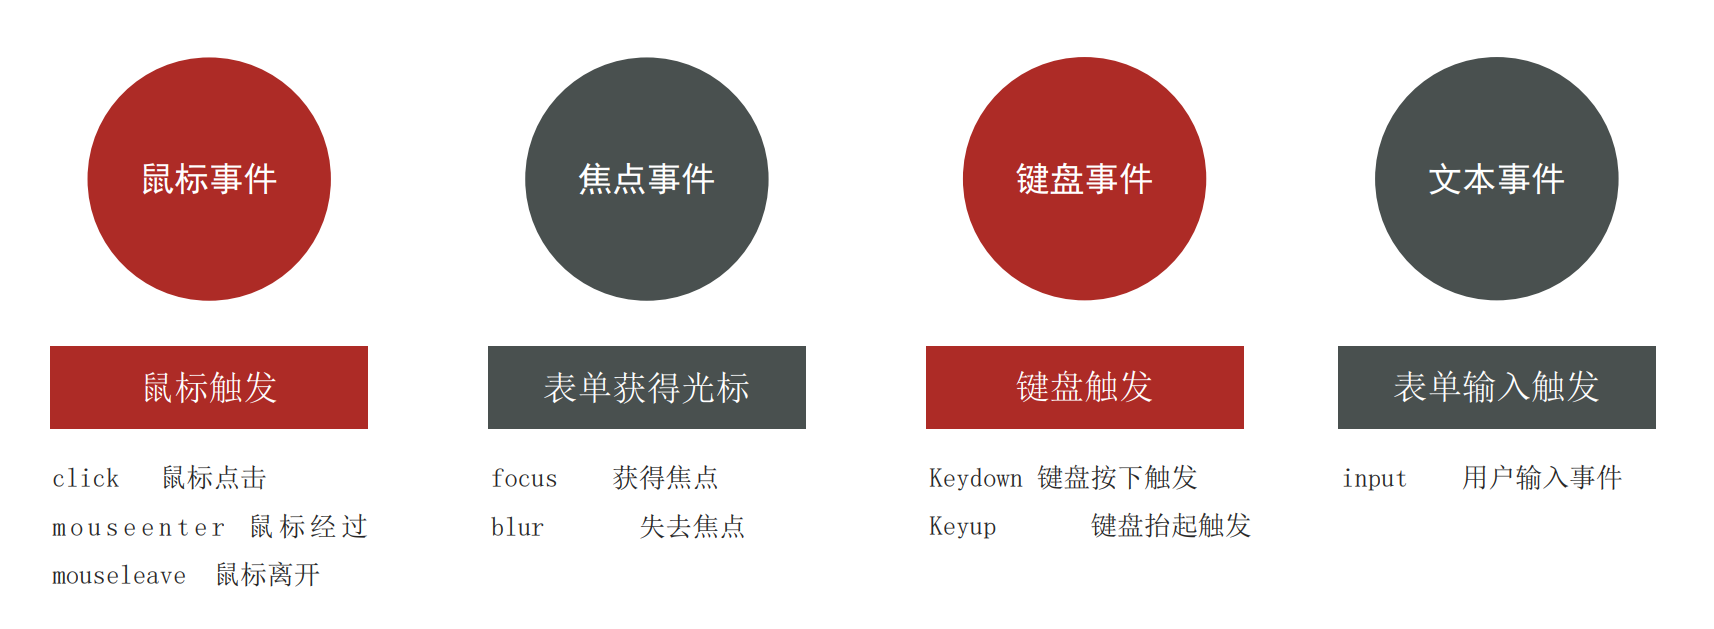 鼠标事件
鼠标触发
click 鼠标点击
mouseenter 鼠标经过
mouseleave 鼠标离开
焦点事件
表单获得光标
focus 获得焦点
blur 失去焦点
键盘事件
键盘触发
Keydown 键盘按下触发
Keyup 键盘抬起触发
文本事件
表单输入触发
input 用户输入事件